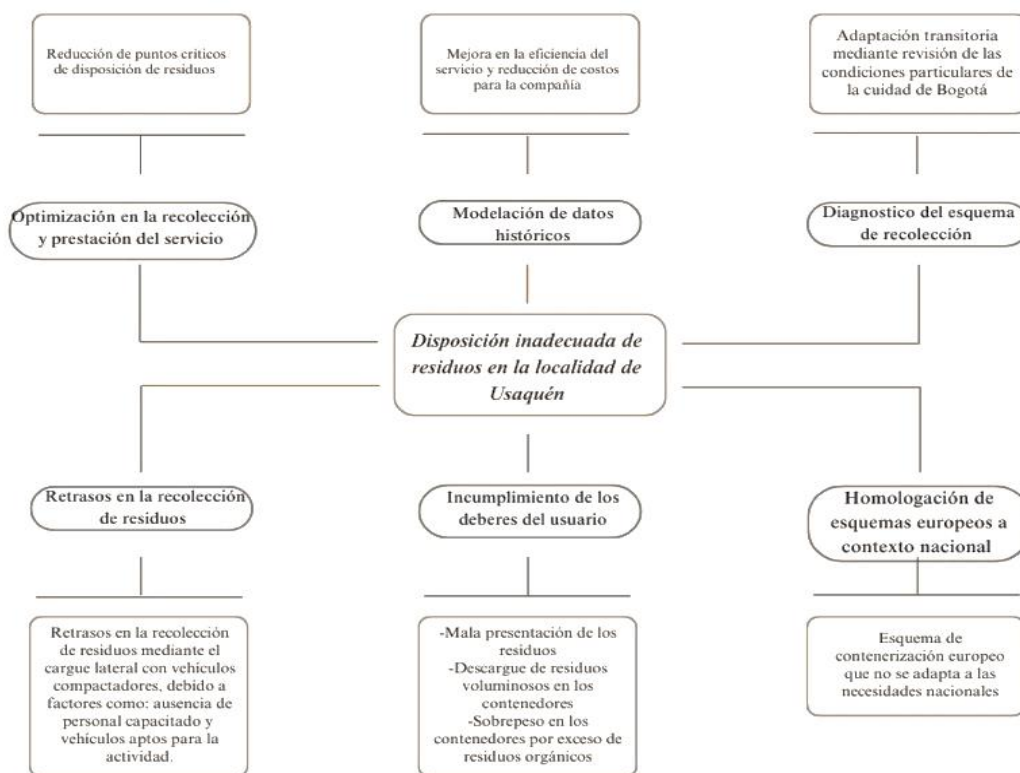 Reducción de puntos críticos
de disposición de residuos
Mejora en la eficiencia del
servicio y reducción de costos
para la compañía
Adaptación transitoria
mediante revisión de las
condiciones particulares de
la cuidad de Bogotá
Optimización en la recolección
y prestación del servicio
Modelación de datos
históricos
Diagnostico del esquema
de recolección
Disposición inadecuada de
residuos en la localidad de
Usaquén
Retrasos en la recolección
de residuos
Incumplimiento de los
deberes del usuario
Homologación de
esquemas europeos a
contexto nacional
Retrasos en la recolección
de residuos mediante el
cargue lateral con vehículos
compactadores, debido a
factores como: ausencia de
personal capacitado y
vehículos aptos para la
actividad.
-Mala presentación de los
residuos
-Descargue de residuos
voluminosos en los
contenedores
-Sobrepeso en los
contenedores por exceso de
residuos orgánicos
Esquema de
contenerización europeo
que no se adapta a las
necesidades nacionales